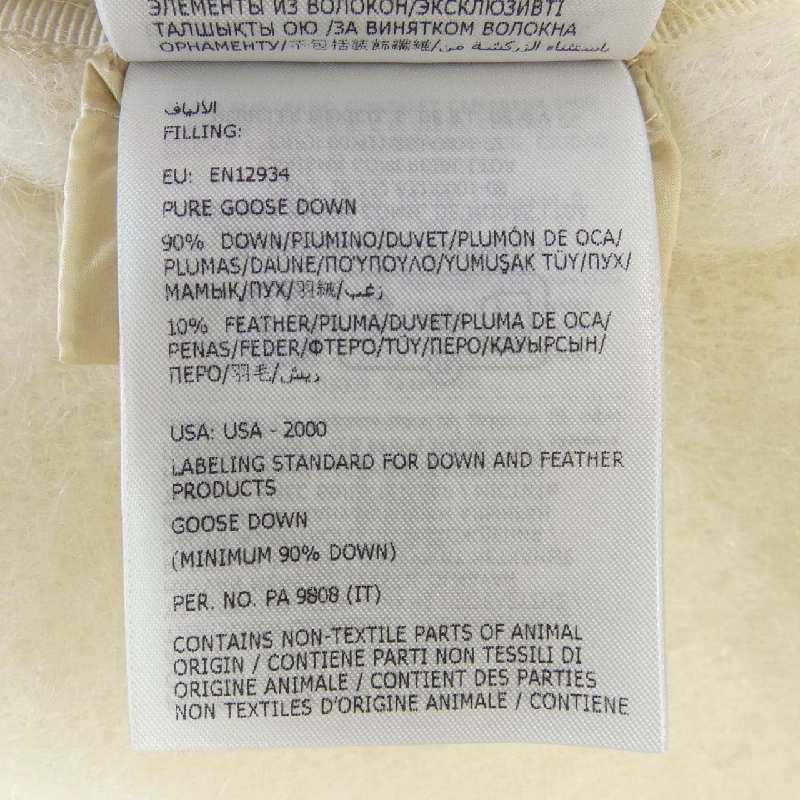 ЭЛЕМЕНТЫ ИЗ ВОЛОКОН/ЭКСКЛЮЗИВТІ
ТАЛШЫҚТЫ ОЮ /ЗА ВИНЯТКОМ ВОЛОКНА
ОРНАМЕНТУ/不包括装飾纖維/باستثناء الزركشة من
الألياف
FILLING:
EU: EN12934
PURE GOOSE DOWN
90% DOWN/PIUMINO/DUVET/PLUMÓN DE OCA/
PLUMAS/DAUNE/ΠΟΎΠΟΥΛΟ/YUMUŞAK TÜY/ПУХ/
МАМЫҚ/ПУХ/羽絨/زغب
10% FEATHER/PIUMA/DUVET/PLUMA DE OCA/
PENAS/FEDER/ΦΤΕΡΌ/TÜY/ПЕРО/ҚАУЫРСЫН/
ПЕРО/羽毛/ريش
USA: USA - 2000
LABELING STANDARD FOR DOWN AND FEATHER
PRODUCTS
GOOSE DOWN
(MINIMUM 90% DOWN)
PER. NO. PA 9808 (IT)
CONTAINS NON-TEXTILE PARTS OF ANIMAL
ORIGIN / CONTIENE PARTI NON TESSILI DI
ORIGINE ANIMALE / CONTIENT DES PARTIES
NON TEXTILES D'ORIGINE ANIMALE / CONTIENE